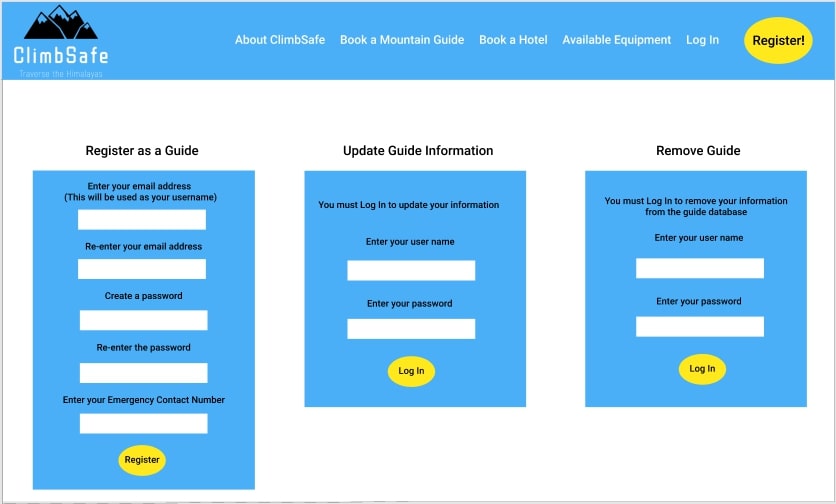 ClimbSafe
Traverse the Himalayas
About ClimbSafe
Book a Mountain Guide
Book a Hotel
Available Equipment
Log In
Register!
Register as a Guide
Enter your email address
(This will be used as your username)
Re-enter your email address
Create a password
Re-enter the password
Enter your Emergency Contact Number
Register
Update Guide Information
You must Log In to update your information
Enter your user name
Enter your password
Log In
Remove Guide
You must Log In to remove your information
from the guide database
Enter your user name
Enter your password
Log In